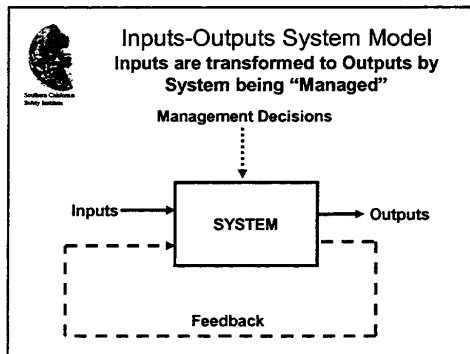 Inputs-Outputs System Model
Inputs are transformed to Outputs by
System being "Managed"
Southern California
Safety Institute
Management Decisions
Inputs
SYSTEM
Outputs
Feedback